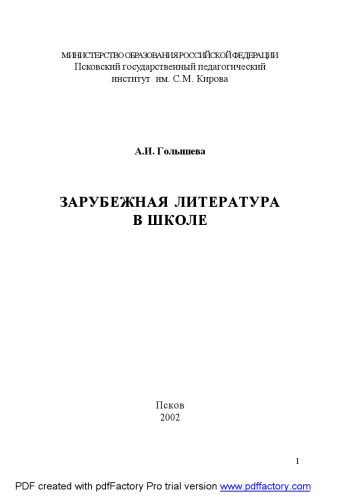 МИНИСТЕРСТВО ОБРАЗОВАНИЯ РОССИЙСКОЙ ФЕДЕРАЦИИ
Псковский государственный педагогический
институт им. С.М. Кирова
А.И. Голышева
ЗАРУБЕЖНАЯ ЛИТЕРАТУРА
В ШКОЛЕ
Псков
2002
1
PDF created with pdfFactory Pro trial version www.pdffactory.com